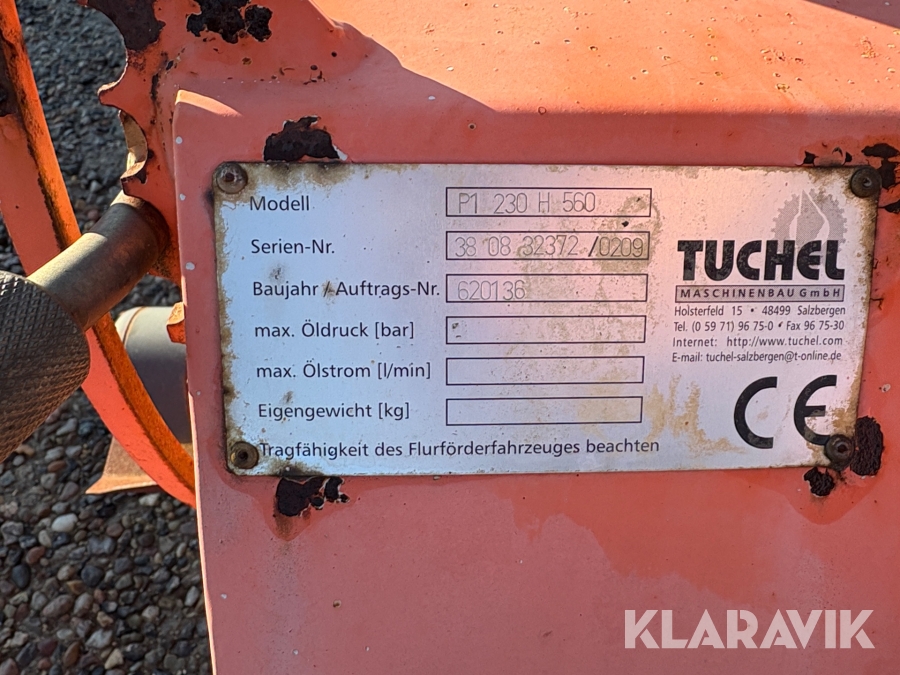 Modell P1 230 H 560
Serien-Nr. 38 08 32372 /0209
Baujahr / Auftrags-Nr. 620136
max. Öldruck [bar]
max. Ölstrom [l/min]
Eigengewicht [kg]
Tragfähigkeit des Flurförderfahrzeuges beachten
TUCHEL
MASCHINENBAU GmbH
Holsterfeld 15 • 48499 Salzbergen
Tel. (0 59 71) 96 75-0 • Fax 96 75-30
Internet: http://www.tuchel.com
E-mail: tuchel-salzbergen@t-online.de
CE
KLARAVIK